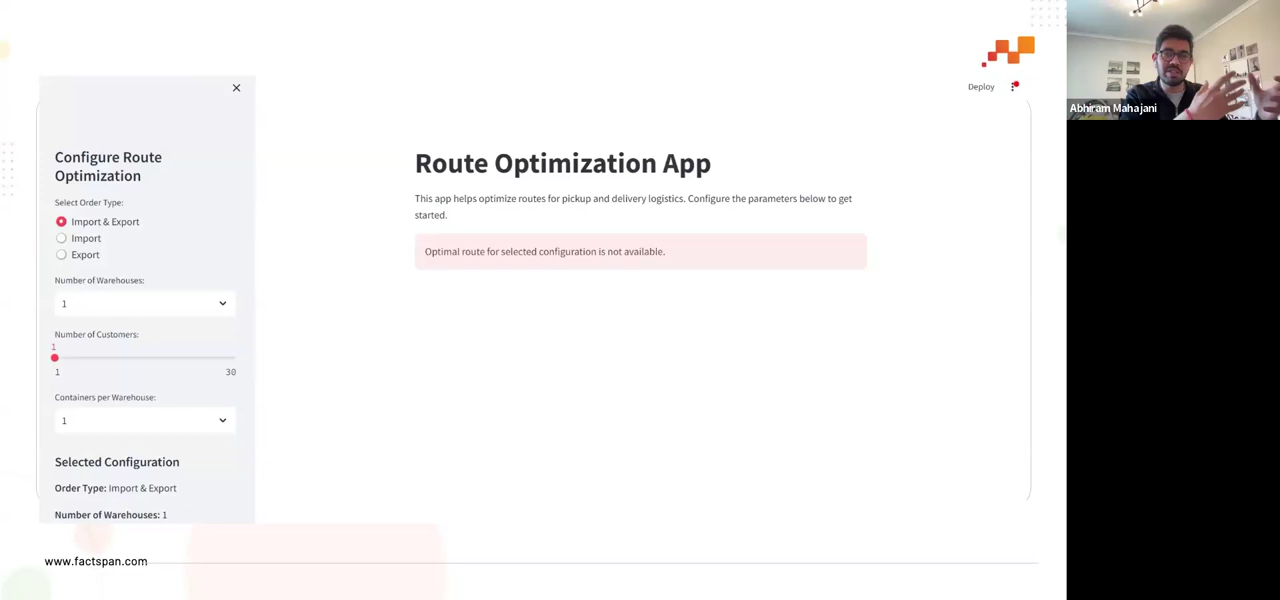 Configure Route
Optimization
Select Order Type:
Import & Export
Import
Export
Number of Warehouses:
1
Number of Customers:
1
1 30
Containers per Warehouse:
1
Selected Configuration
Order Type: Import & Export
Number of Warehouses: 1
Deploy
Route Optimization App
This app helps optimize routes for pickup and delivery logistics. Configure the parameters below to get
started.
Optimal route for selected configuration is not available.
www.factspan.com
Abhiram Mahajani